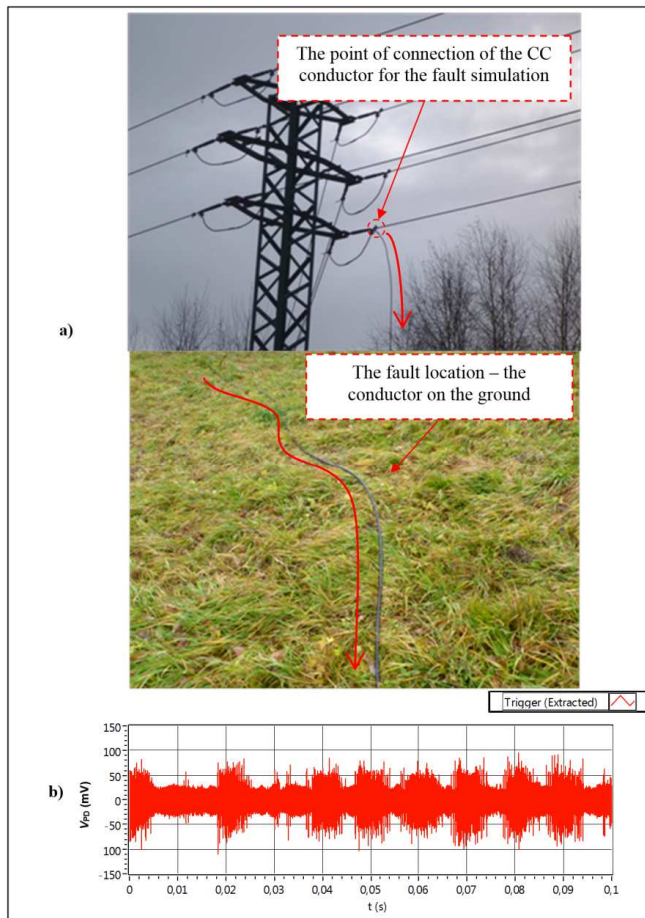 The point of connection of the CC
conductor for the fault simulation
a)
The fault location – the
conductor on the ground
Trigger (Extracted)
b)
V_PD (mV)
150
100
50
0
-50
100
-150
0 0,01 0,02 0,03 0,04 0,05 0,06 0,07 0,08 0,09 0,1
t (s)